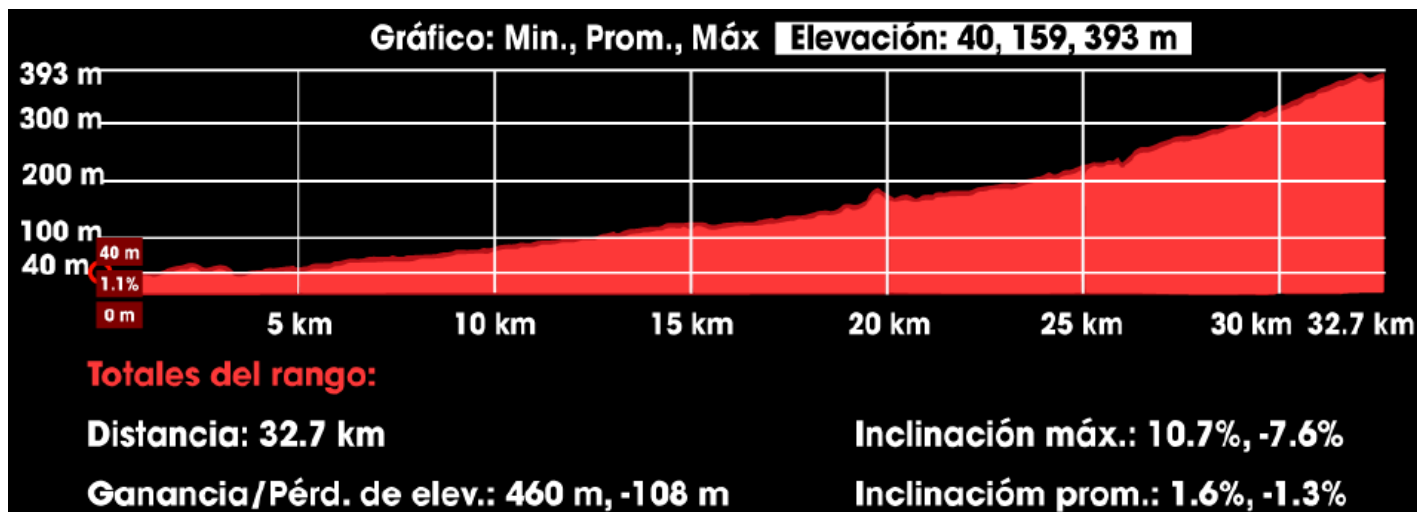 Gráfico: Min., Prom., Máx Elevación: 40, 159, 393 m
393 m
300 m
200 m
100 m
40 m
40 m
1.1%
0 m
5 km 10 km 15 km 20 km 25 km 30 km 32.7 km
Totales del rango:
Distancia: 32.7 km Inclinación máx.: 10.7%, -7.6%
Ganancia/Pérd. de elev.: 460 m, -108 m Inclinacióm prom.: 1.6%, -1.3%